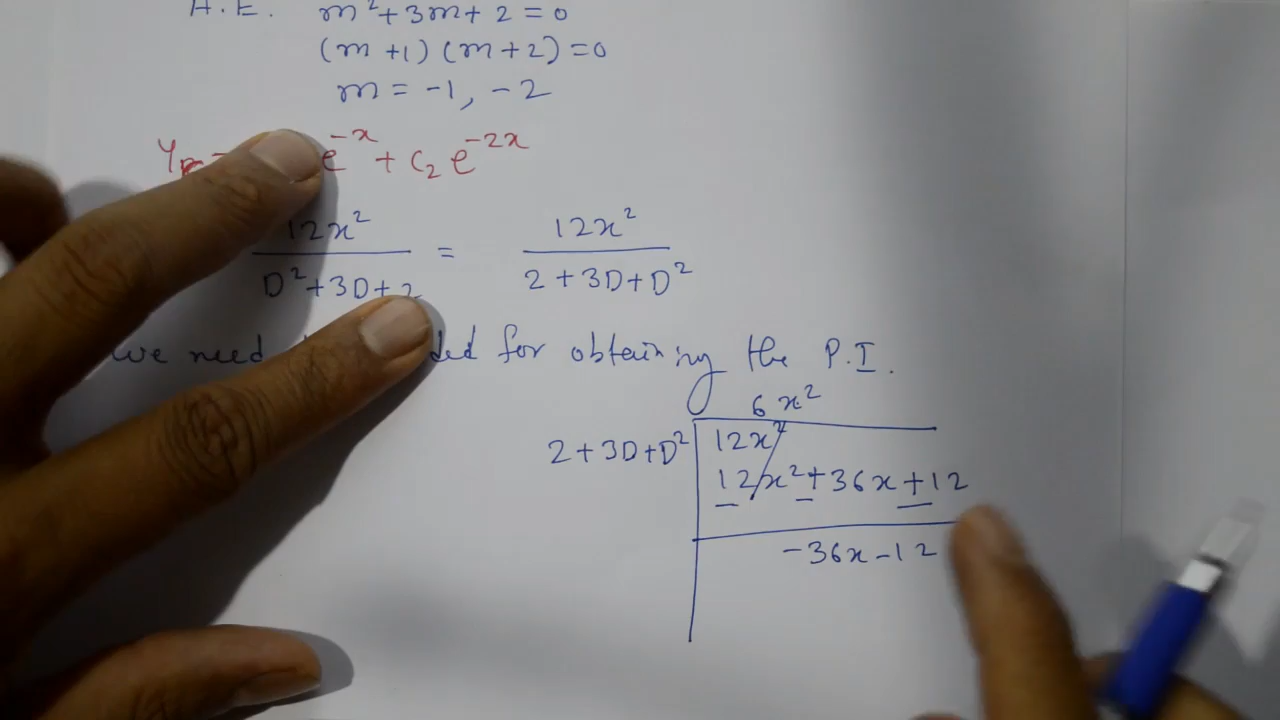 A.E. m²+3m+2=0
(m+1)(m+2)=0
m = -1, -2
e^{-x} + C₂ e^{-2x}
12x² / D²+3D+2 = 12x² / 2+3D+D²
we need for obtaining the P.I.
6x²
2+3D+D² 12x²
12x²+36x+12
-36x-12